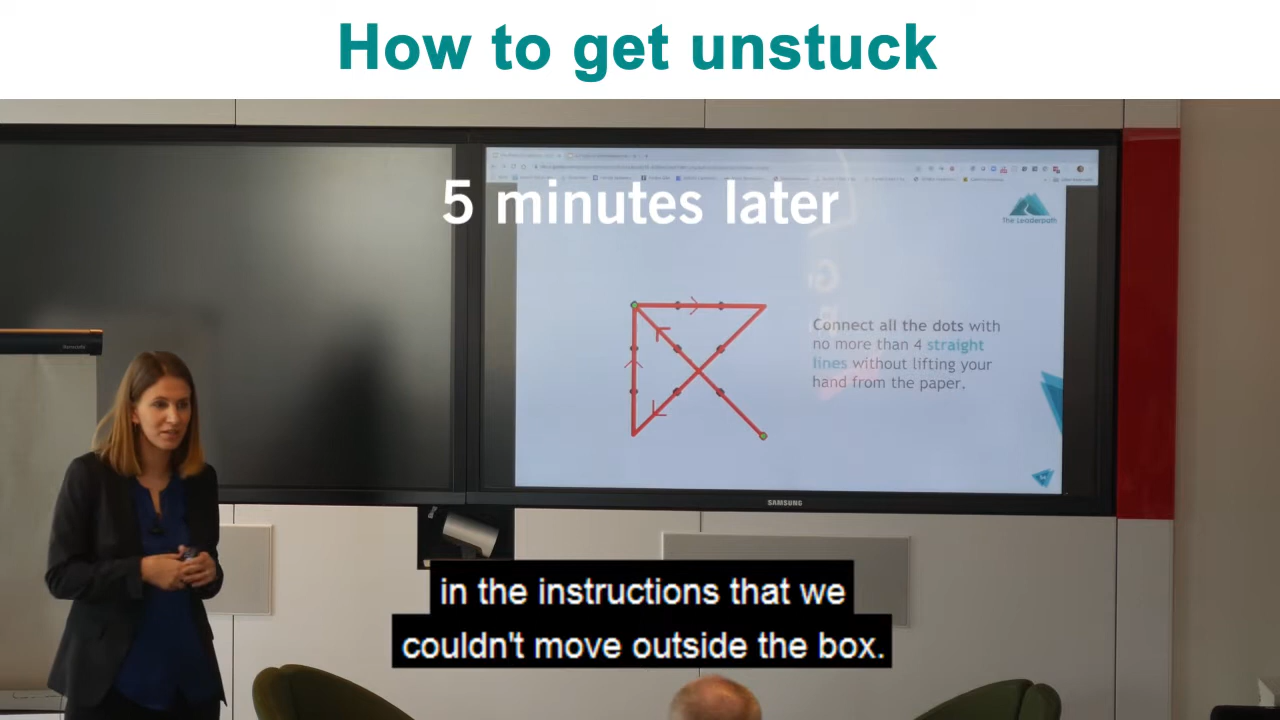 How to get unstuck
5 minutes later
The Leaderpath
Connect all the dots with
no more than 4 straight
lines without lifting your
hand from the paper.
SAMSUNG
in the instructions that we
couldn't move outside the box.